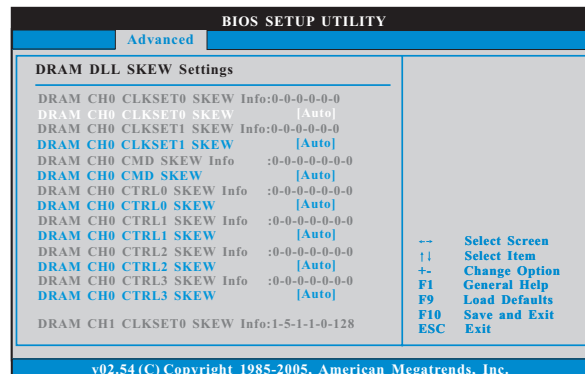 BIOS SETUP UTILITY
Advanced
DRAM DLL SKEW Settings
DRAM CH0 CLKSET0 SKEW Info:0-0-0-0-0-0
DRAM CH0 CLKSET0 SKEW [Auto]
DRAM CH0 CLKSET1 SKEW Info:0-0-0-0-0-0
DRAM CH0 CLKSET1 SKEW [Auto]
DRAM CH0 CMD SKEW Info :0-0-0-0-0-0-0
DRAM CH0 CMD SKEW [Auto]
DRAM CH0 CTRL0 SKEW Info :0-0-0-0-0-0-0
DRAM CH0 CTRL0 SKEW [Auto]
DRAM CH0 CTRL1 SKEW Info :0-0-0-0-0-0-0
DRAM CH0 CTRL1 SKEW [Auto]
DRAM CH0 CTRL2 SKEW Info :0-0-0-0-0-0-0
DRAM CH0 CTRL2 SKEW [Auto]
DRAM CH0 CTRL3 SKEW Info :0-0-0-0-0-0-0
DRAM CH0 CTRL3 SKEW [Auto]
DRAM CH1 CLKSET0 SKEW Info:1-5-1-1-0-128
←→ Select Screen
↑↓ Select Item
+- Change Option
F1 General Help
F9 Load Defaults
F10 Save and Exit
ESC Exit
v02.54 (C) Copyright 1985-2005, American Megatrends, Inc.